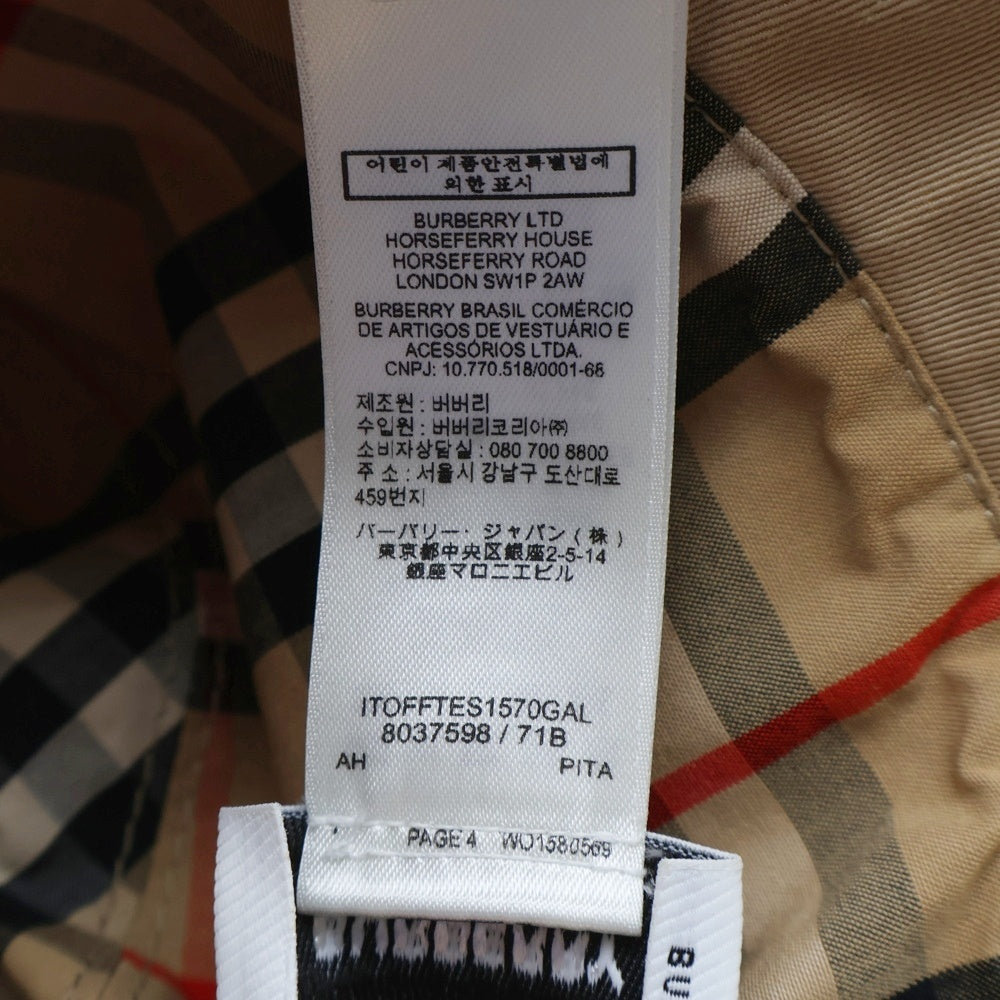 어린이 제품안전특별법에
의한 표시
BURBERRY LTD
HORSEFERRY HOUSE
HORSEFERRY ROAD
LONDON SW1P 2AW
BURBERRY BRASIL COMÉRCIO
DE ARTIGOS DE VESTUÁRIO E
ACESSÓRIOS LTDA.
CNPJ: 10.770.518/0001-68
제조원 : 버버리
수입원 : 버버리코리아㈜
소비자상담실 : 080 700 8800
주 소 : 서울시 강남구 도산대로
459번지
バーバリー・ジャパン(株)
東京都中央区銀座2-5-14
銀座マロニエビル
ITOFFTES1570GAL
8037598 / 71B
AH PITA
PAGE 4 WO1580569
BU